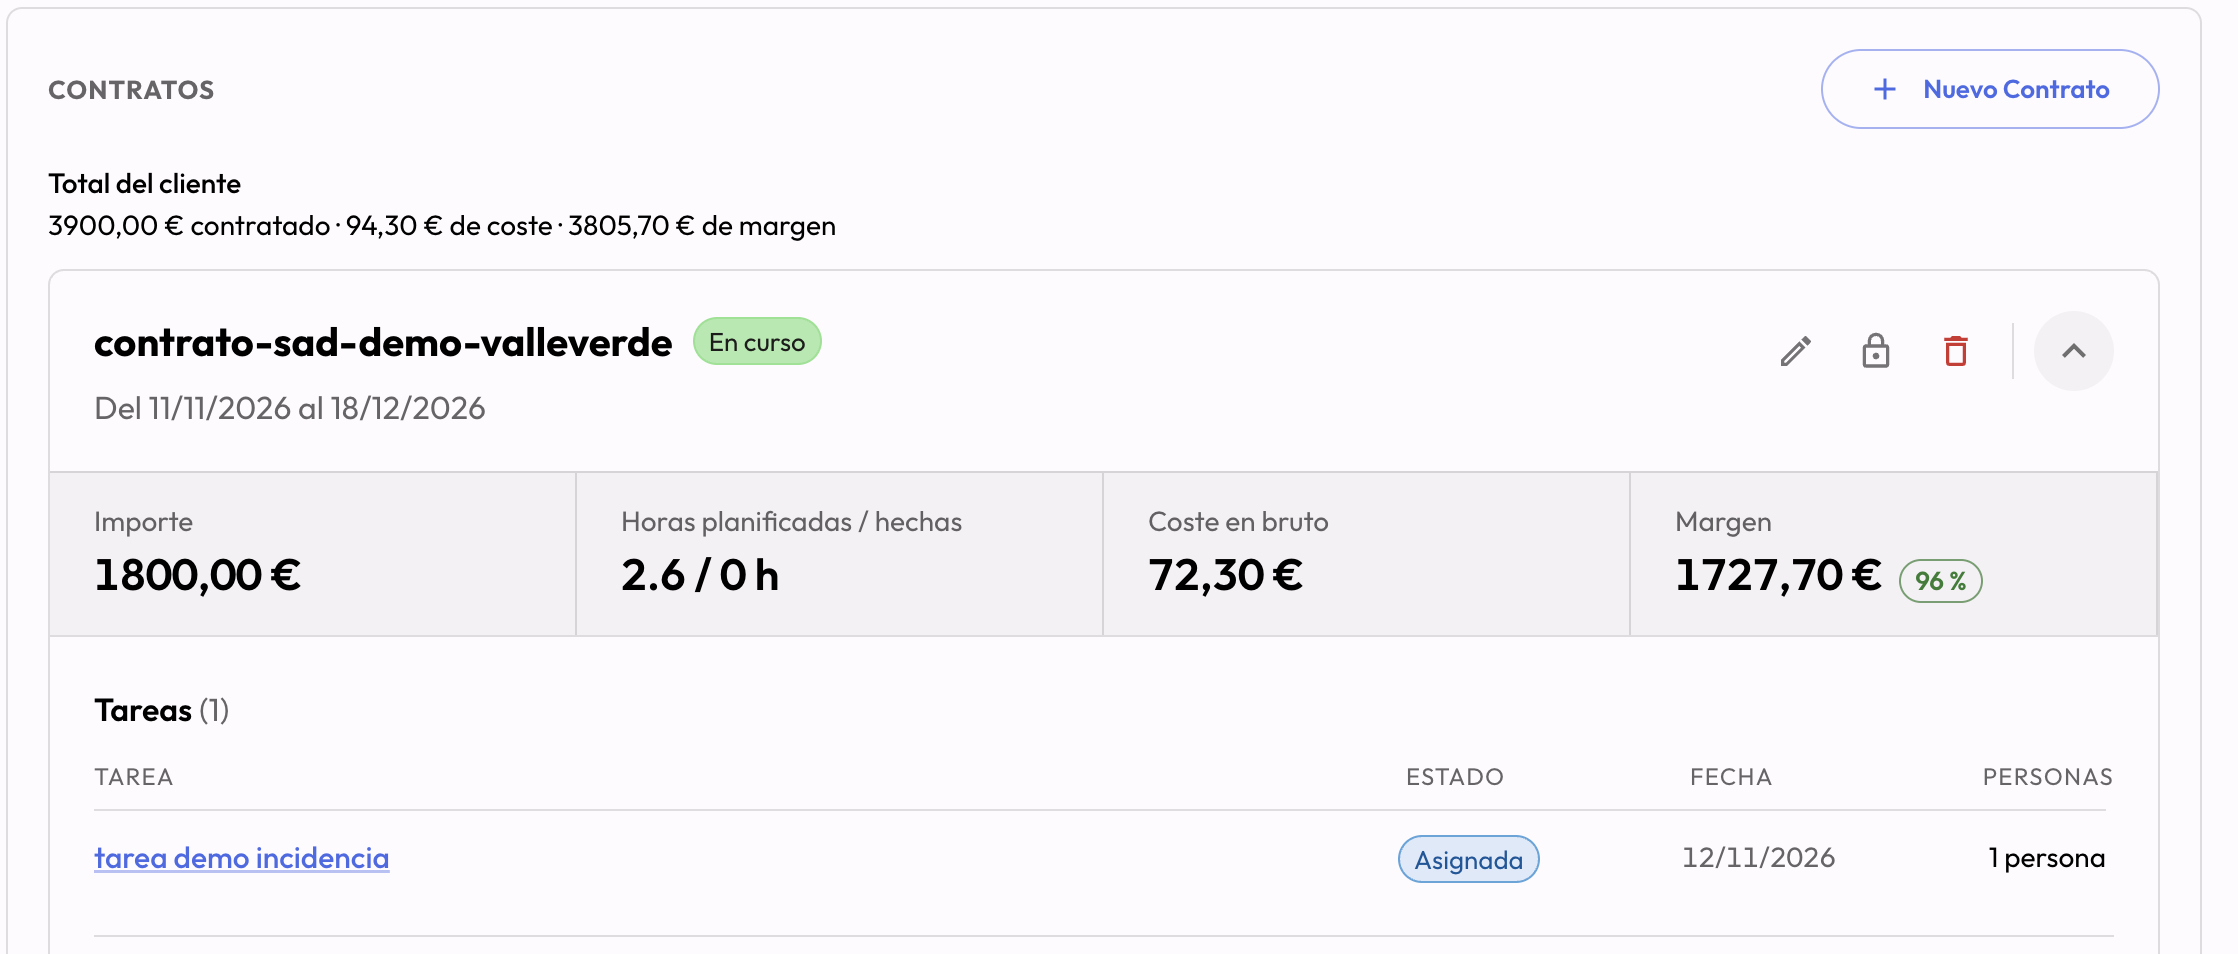 CONTRATOS
+ Nuevo Contrato
Total del cliente
3900,00 € contratado · 94,30 € de coste · 3805,70 € de margen
contrato-sad-demo-valleverde En curso
Del 11/11/2026 al 18/12/2026
Importe Horas planificadas / hechas Coste en bruto Margen
1800,00 € 2.6 / 0 h 72,30 € 1727,70 € 96 %
Tareas (1)
TAREA ESTADO FECHA PERSONAS
tarea demo incidencia Asignada 12/11/2026 1 persona